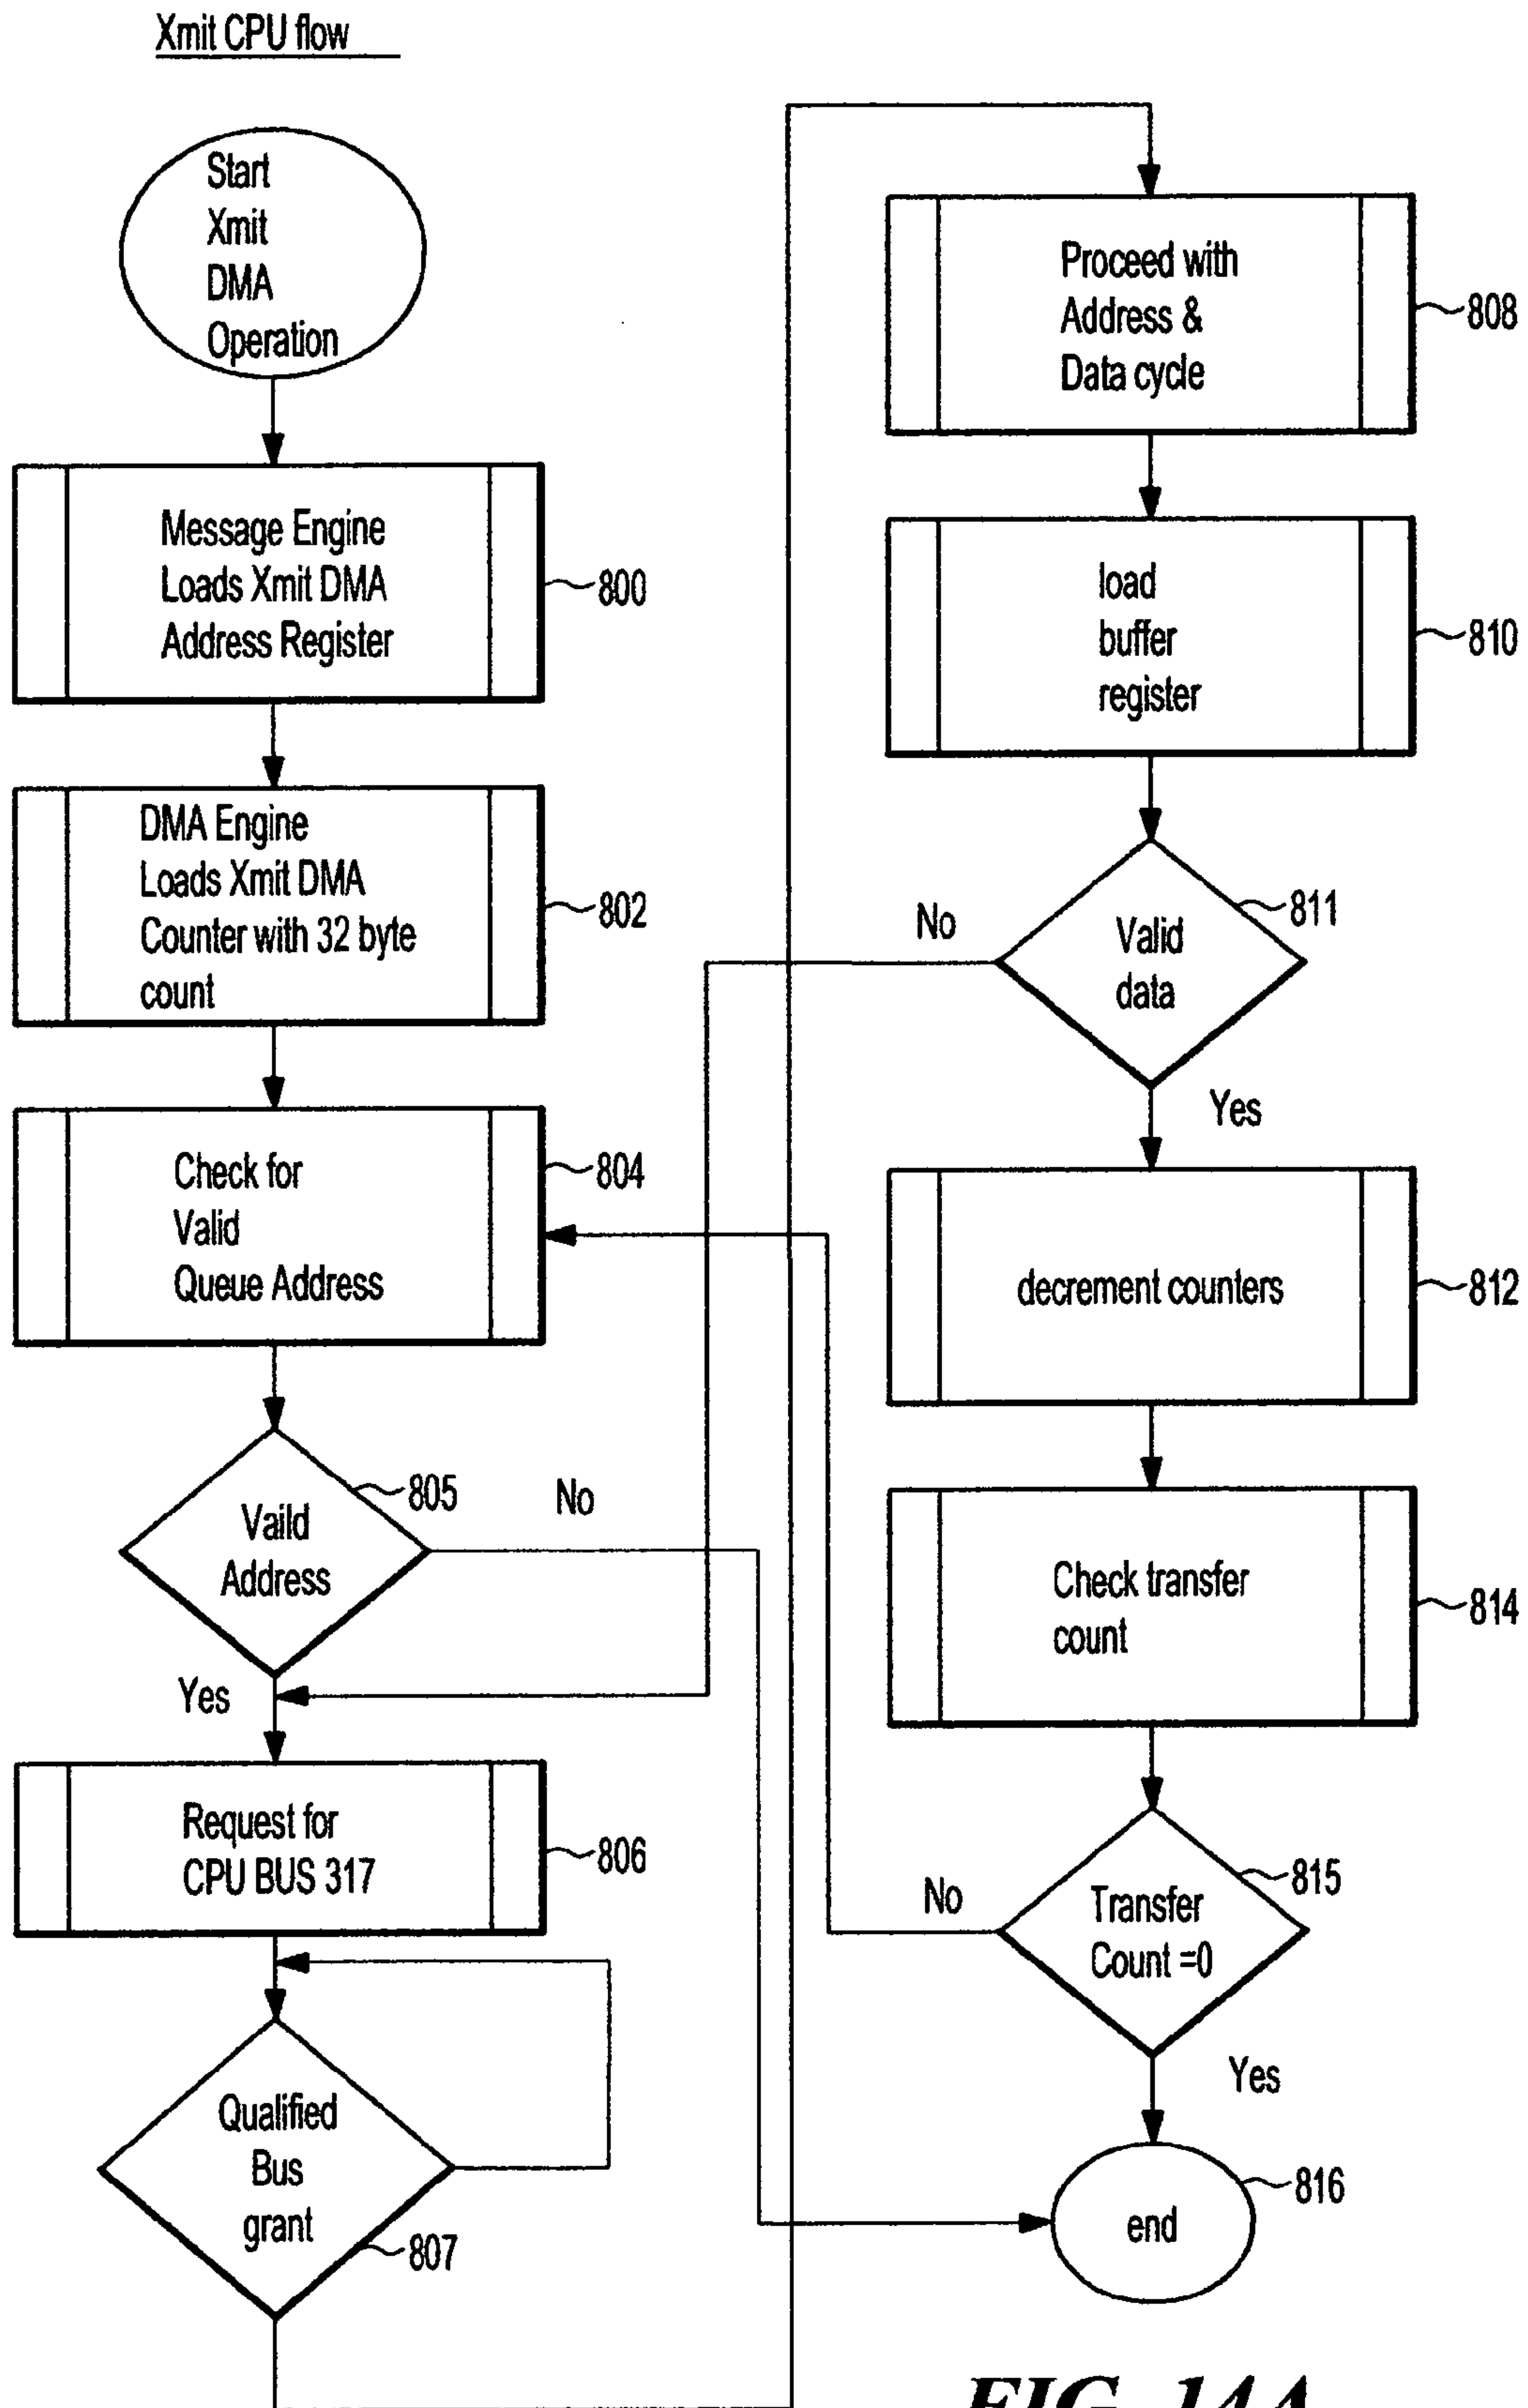 Xmit CPU flow
Start
Xmit
DMA
Operation
Message Engine
Loads Xmit DMA
Address Register
800
DMA Engine
Loads Xmit DMA
Counter with 32 byte
count
802
Check for
Valid
Queue Address
804
Vaild
Address
805
No
Yes
Request for
CPU BUS 317
806
Qualified
Bus
grant
807
Proceed with
Address &
Data cycle
808
load
buffer
register
810
Valid
data
811
No
Yes
decrement counters
812
Check transfer
count
814
Transfer
Count =0
815
No
Yes
end
816
FIG. 14A